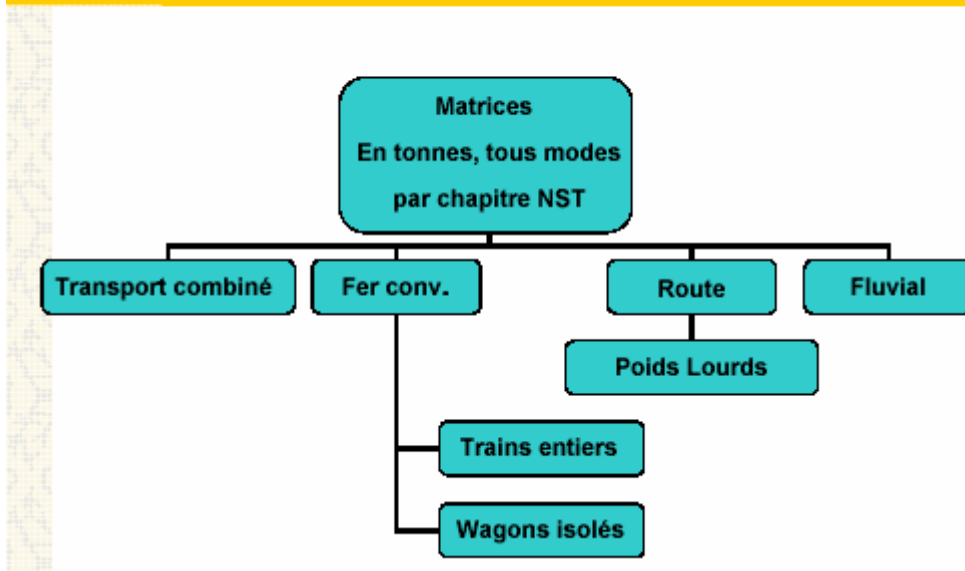 Matrices
En tonnes, tous modes
par chapitre NST
Transport combiné
Fer conv.
Route
Fluvial
Poids Lourds
Trains entiers
Wagons isolés